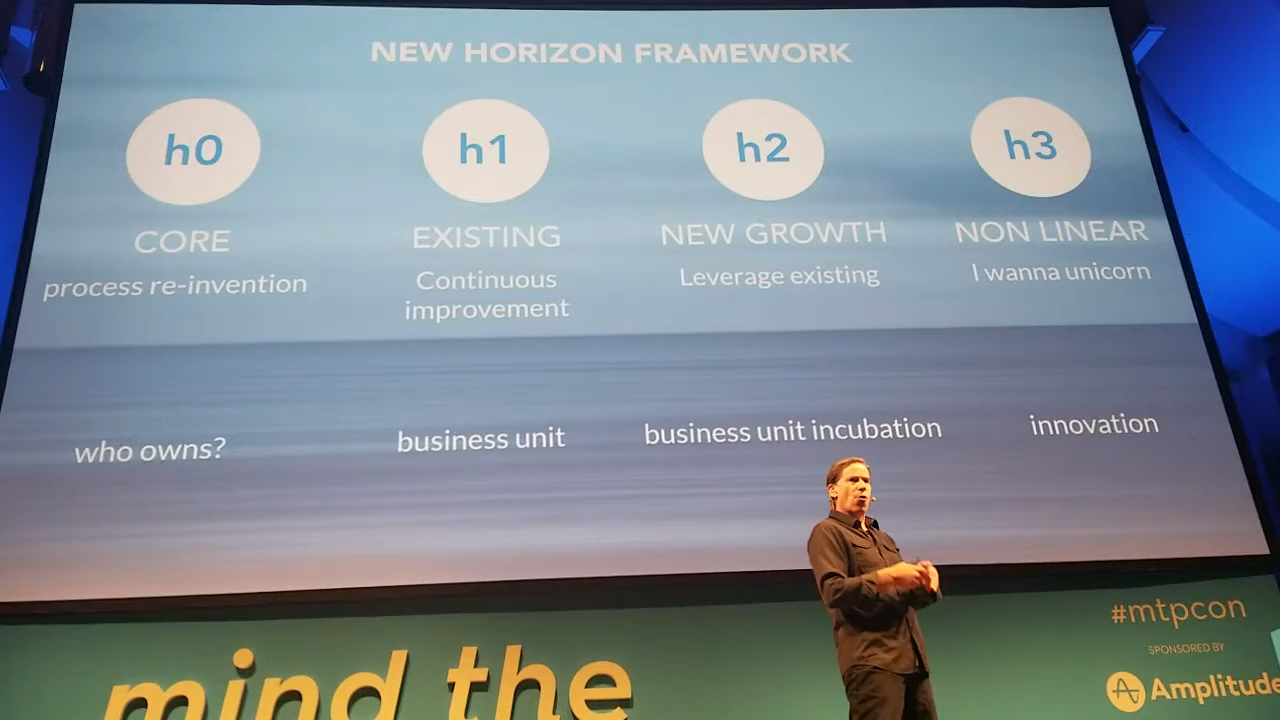 NEW HORIZON FRAMEWORK
h0
h1
h2
h3
CORE
EXISTING
NEW GROWTH
NON LINEAR
process re-invention
Continuous
improvement
Leverage existing
I wanna unicorn
who owns?
business unit
business unit incubation
innovation
mind the
#mtpcon
SPONSORED BY
Amplitude